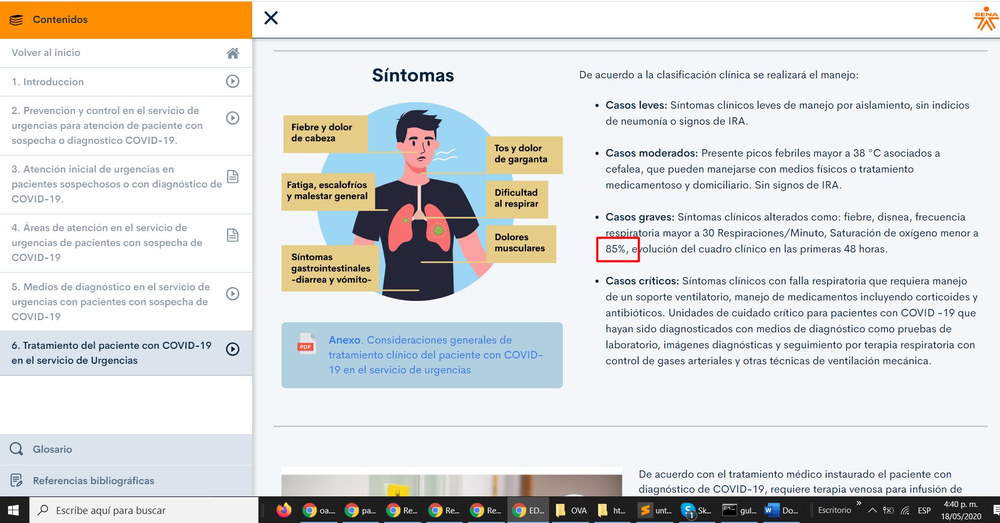 Contenidos
Volver al inicio
1. Introduccion
2. Prevención y control en el servicio de
urgencias para atención de paciente con
sospecha o diagnostico COVID-19.
3. Atención inicial de urgencias en
pacientes sospechosos o con diagnóstico de
COVID-19.
4. Áreas de atención en el servicio de
urgencias de pacientes con sospecha de
COVID-19
5. Medios de diagnóstico en el servicio de
urgencias con pacientes con sospecha de
COVID-19
6. Tratamiento del paciente con COVID-19
en el servicio de Urgencias
Glosario
Referencias bibliográficas
SENA
Síntomas
Fiebre y dolor
de cabeza
Tos y dolor
de garganta
Fatiga, escalofríos
y malestar general
Dificultad
al respirar
Dolores
musculares
Síntomas
gastrointestinales
-diarrea y vómito-
PDF
Anexo. Consideraciones generales de
tratamiento clínico del paciente con COVID-
19 en el servicio de urgencias
De acuerdo a la clasificación clínica se realizará el manejo:
• Casos leves: Síntomas clínicos leves de manejo por aislamiento, sin indicios
de neumonía o signos de IRA.
• Casos moderados: Presente picos febriles mayor a 38 °C asociados a
cefalea, que pueden manejarse con medios físicos o tratamiento
medicamentoso y domiciliario. Sin signos de IRA.
• Casos graves: Síntomas clínicos alterados como: fiebre, disnea, frecuencia
respiratoria mayor a 30 Respiraciones/Minuto, Saturación de oxígeno menor a
85%, evolución del cuadro clínico en las primeras 48 horas.
• Casos críticos: Síntomas clínicos con falla respiratoria que requiera manejo
de un soporte ventilatorio, manejo de medicamentos incluyendo corticoides y
antibióticos. Unidades de cuidado crítico para pacientes con COVID -19 que
hayan sido diagnosticados con medios de diagnóstico como pruebas de
laboratorio, imágenes diagnósticas y seguimiento por terapia respiratoria con
control de gases arteriales y otras técnicas de ventilación mecánica.
De acuerdo con el tratamiento médico instaurado el paciente con
diagnóstico de COVID-19, requiere terapia venosa para infusión de
Escribe aquí para buscar
oa....
pa...
Re...
Re...
Re...
ED...
OVA
ht...
unt...
1
Sk...
gul...
Do...
Escritorio
»
ESP
4:40 p. m.
18/05/2020